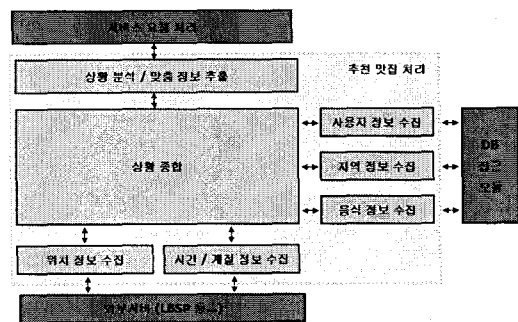 서비스 요청 처리
상황 분석 / 맞춤 정보 추출
추천 맛집 처리
상황 종합
사용자 정보 수집
지역 정보 수집
음식 정보 수집
DB
접근
모듈
위치 정보 수집
시간 / 계절 정보 수집
외부서버 (LBSP